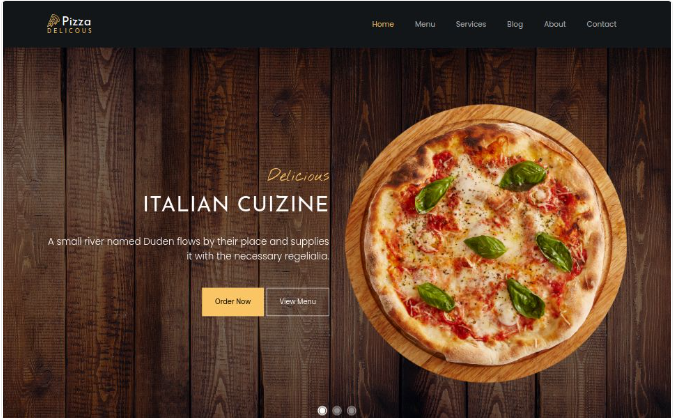 Pizza
DELICOUS
Home Menu Services Blog About Contact
Delicious
ITALIAN CUIZINE
A small river named Duden flows by their place and supplies
it with the necessary regelialia.
Order Now View Menu